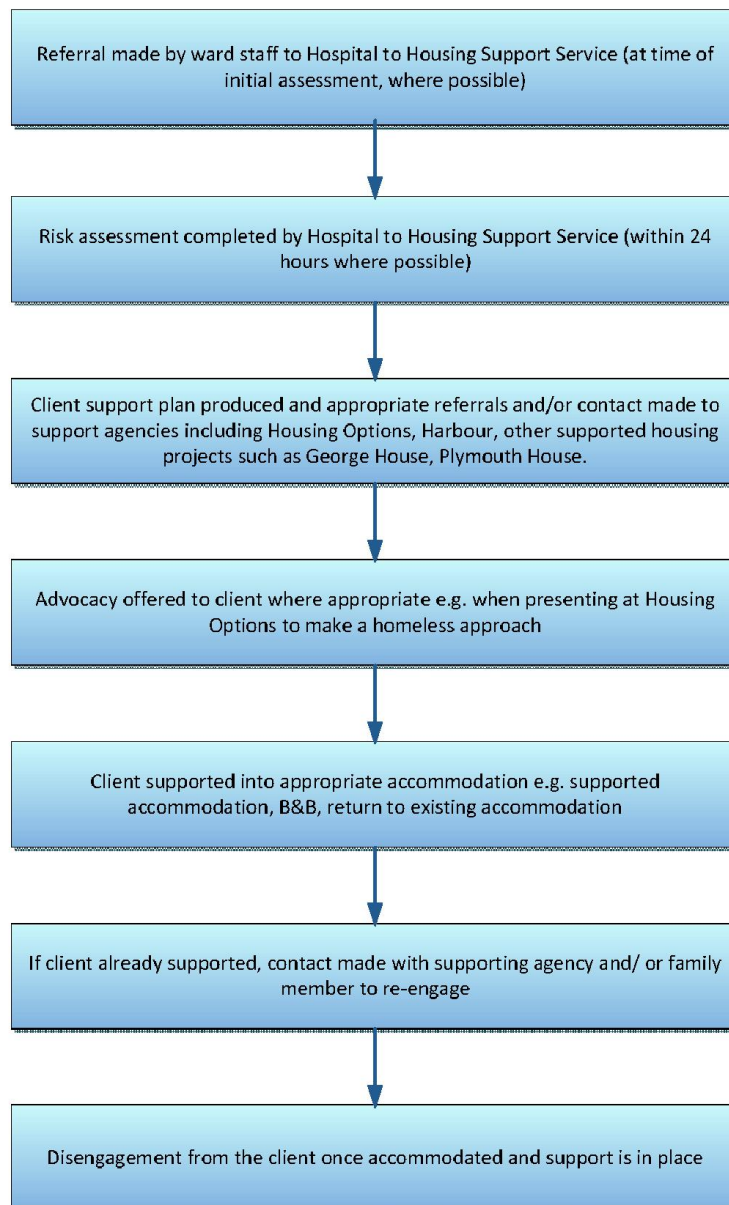 Referral made by ward staff to Hospital to Housing Support Service (at time of
initial assessment, where possible)
Risk assessment completed by Hospital to Housing Support Service (within 24
hours where possible)
Client support plan produced and appropriate referrals and/or contact made to
support agencies including Housing Options, Harbour, other supported housing
projects such as George House, Plymouth House.
Advocacy offered to client where appropriate e.g. when presenting at Housing
Options to make a homeless approach
Client supported into appropriate accommodation e.g. supported
accommodation, B&B, return to existing accommodation
If client already supported, contact made with supporting agency and/ or family
member to re-engage
Disengagement from the client once accommodated and support is in place